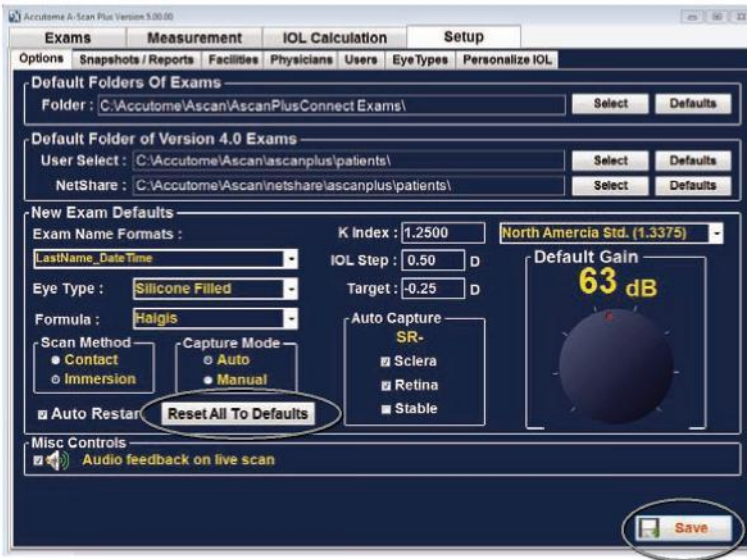 Accutome A-Scan Plus Version 5.00.00
Exams Measurement IOL Calculation Setup
Options Snapshots / Reports Facilities Physicians Users Eye Types Personalize IOL
Default Folders Of Exams
Folder : C:\Accutome\Ascan\AscanPlusConnect Exams\ Select Defaults
Default Folder of Version 4.0 Exams
User Select : C:\Accutome\Ascan\ascanplus\patients\ Select Defaults
NetShare : C:\Accutome\Ascan\netshare\ascanplus\patients\ Select Defaults
New Exam Defaults
Exam Name Formats : K Index : 1.2500 North Amercia Std. (1.3375)
LastName_DateTime IOL Step : 0.50 D Default Gain
Eye Type : Silicone Filled Target : -0.25 D 63 dB
Formula : Haigis Auto Capture
Scan Method Capture Mode SR-
Contact Auto Sclera
Immersion Manual Retina
Auto Restar Reset All To Defaults Stable
Misc Controls
Audio feedback on live scan
Save